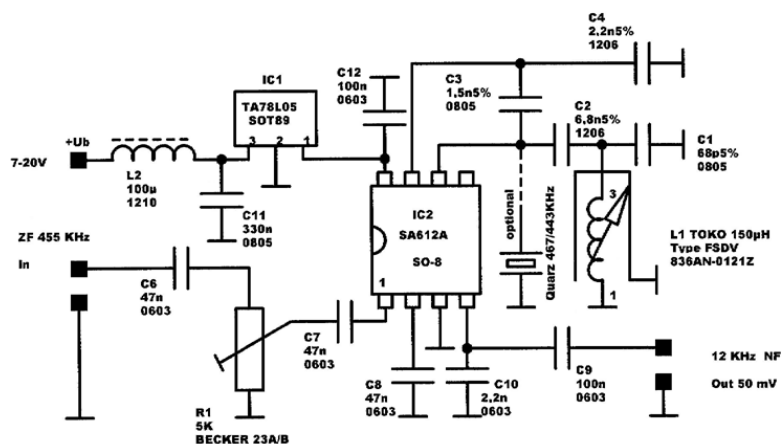 C4
2,2n5%
1206
IC1
TA78L05
SOT89
3 2 1
C12
100n
0603
C3
1,5n5%
0805
C2
6,8n5%
1206
C1
68p5%
0805
+Ub
7-20V
L2
100µ
1210
C11
330n
0805
IC2
SA612A
SO-8
1
optional
Quarz 467/443KHz
3
1
L1 TOKO 150µH
Type FSDV
836AN-0121Z
ZF 455 KHz
In
C6
47n
0603
C7
47n
0603
R1
5K
BECKER 23A/B
C8
47n
0603
C10
2,2n
0603
C9
100n
0603
12 KHz NF
Out 50 mV